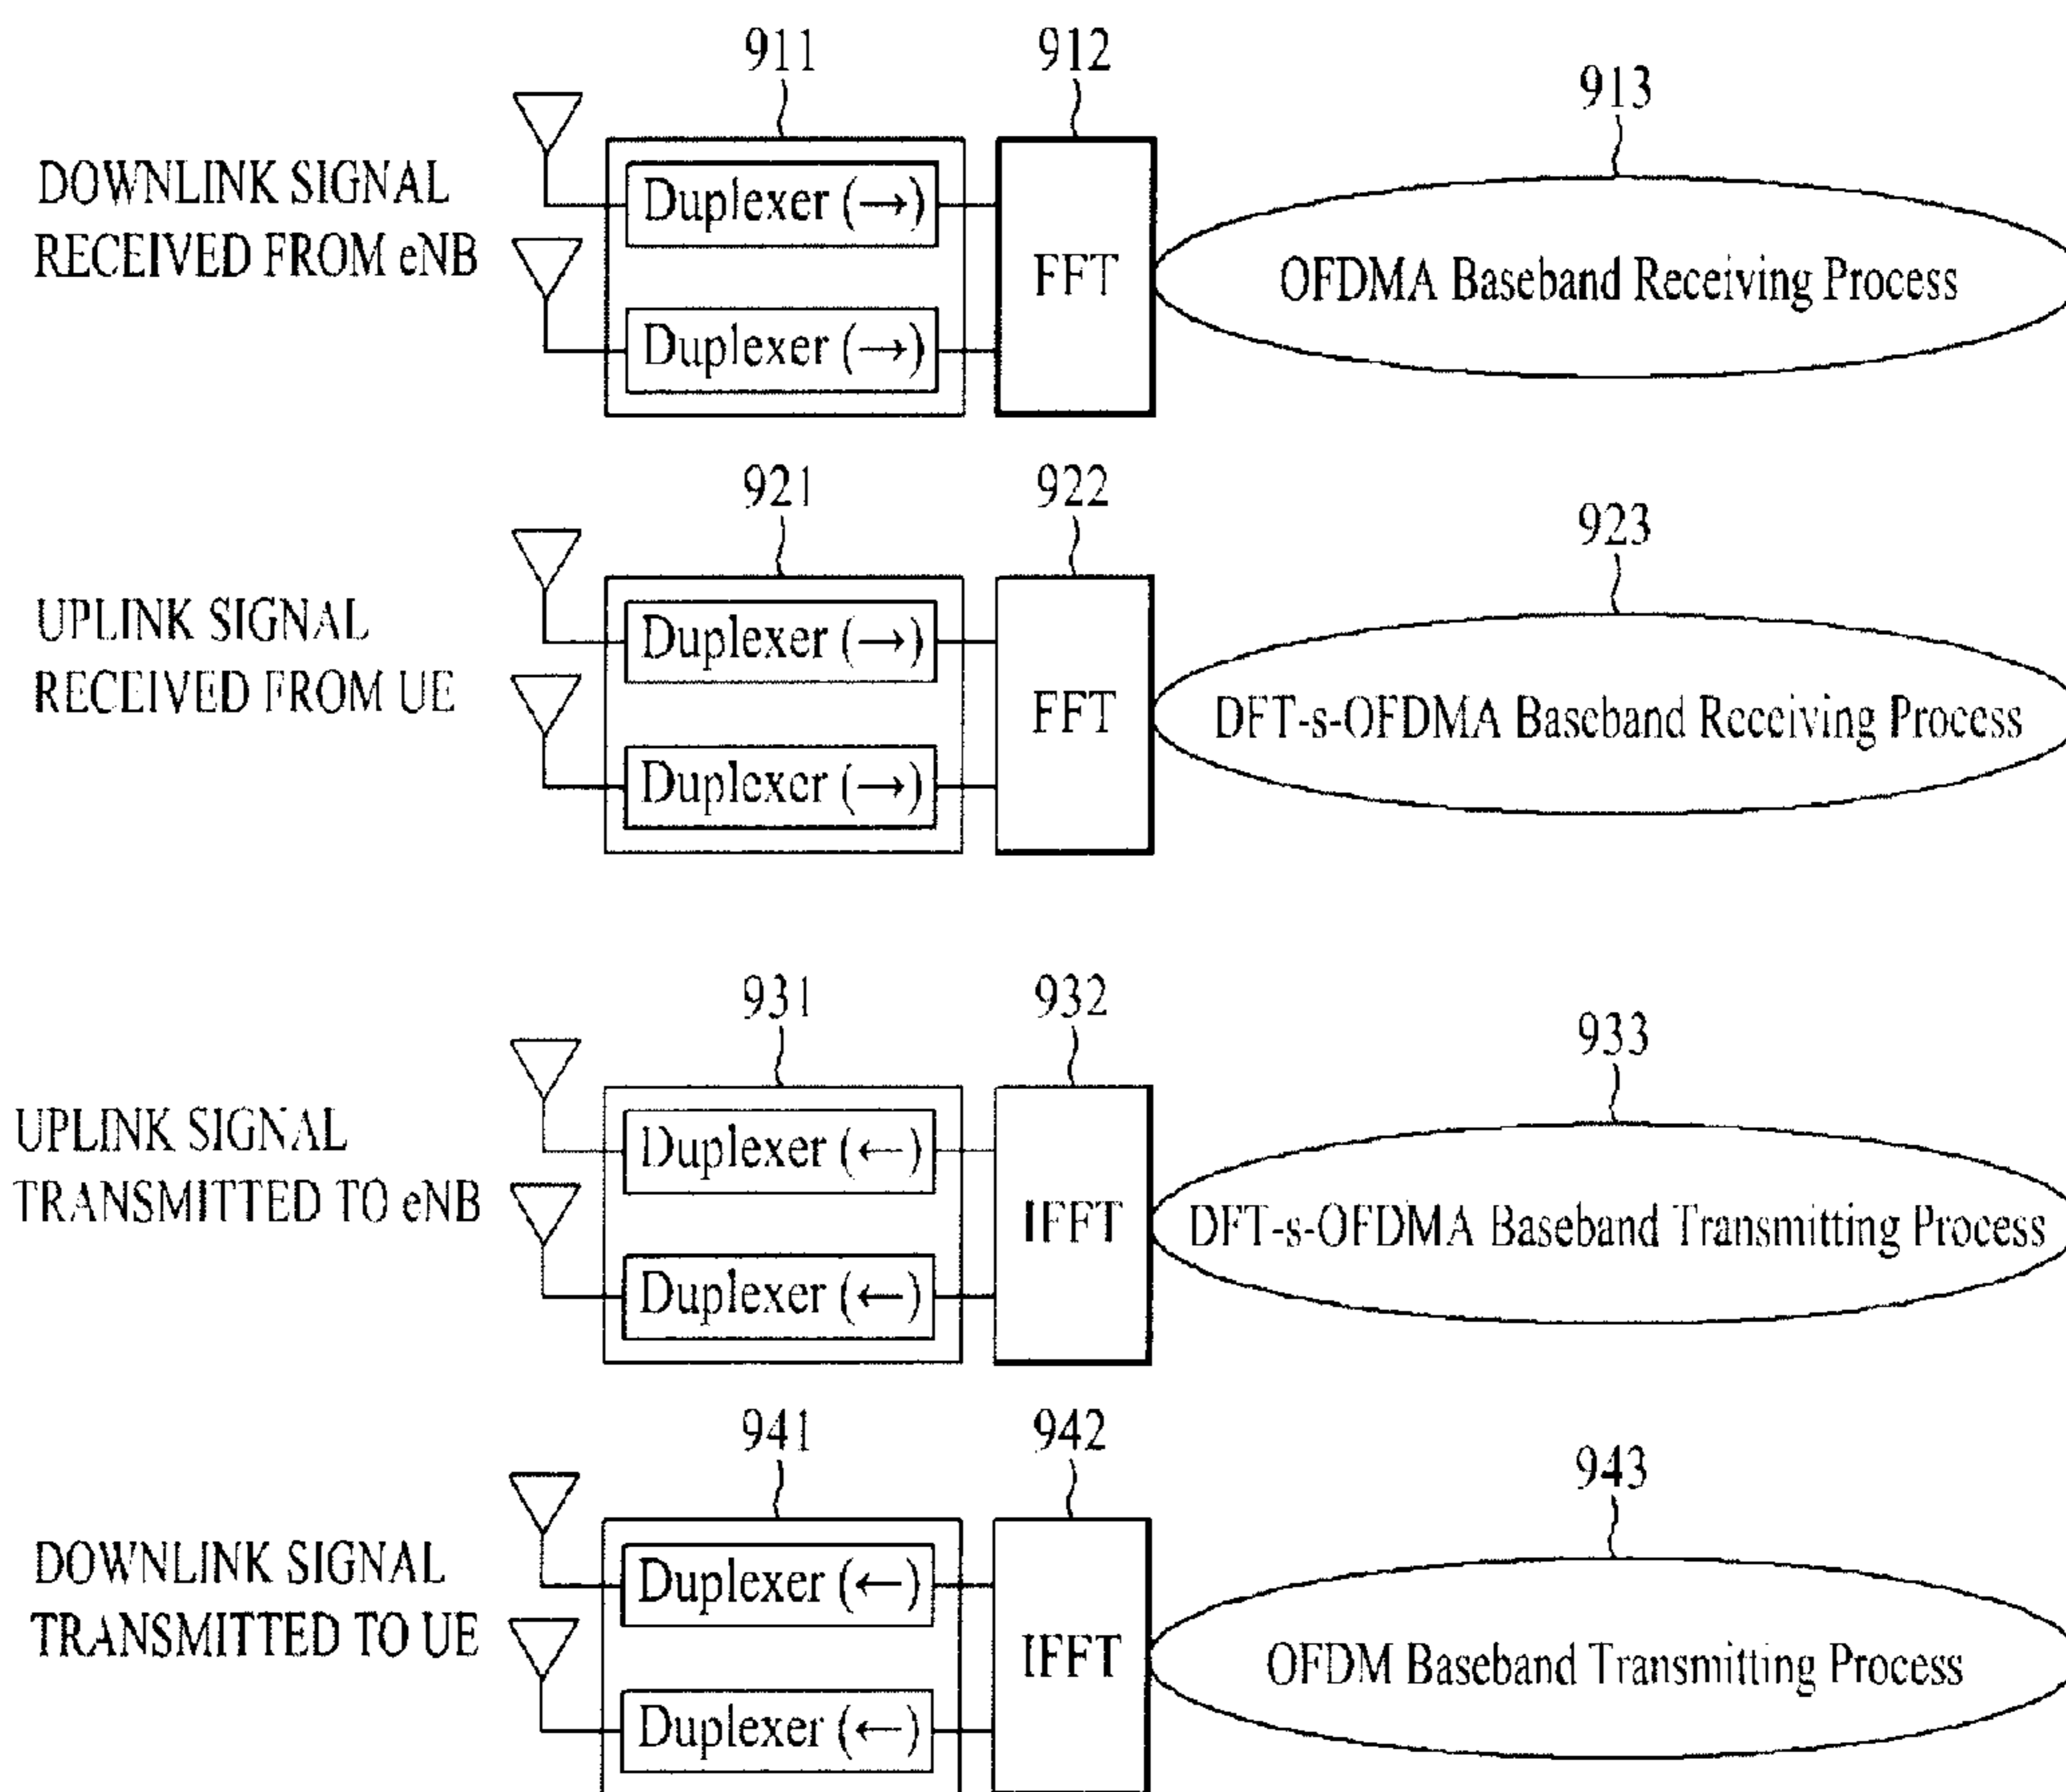 911
912
913
DOWNLINK SIGNAL
RECEIVED FROM eNB
Duplexer (→)
Duplexer (→)
FFT
OFDMA Baseband Receiving Process
921
922
923
UPLINK SIGNAL
RECEIVED FROM UE
Duplexer (→)
Duplexer (→)
FFT
DFT-s-OFDMA Baseband Receiving Process
931
932
933
UPLINK SIGNAL
TRANSMITTED TO eNB
Duplexer (←)
Duplexer (←)
IFFT
DFT-s-OFDMA Baseband Transmitting Process
941
942
943
DOWNLINK SIGNAL
TRANSMITTED TO UE
Duplexer (←)
Duplexer (←)
IFFT
OFDM Baseband Transmitting Process